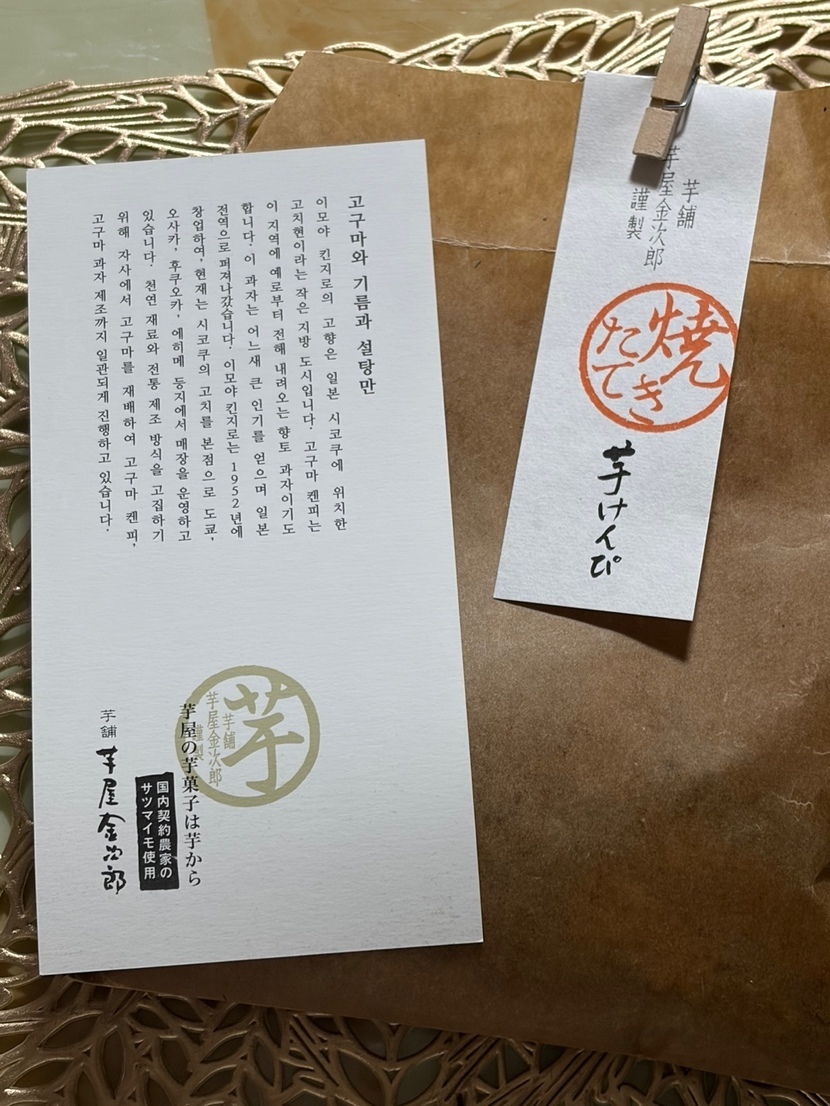 고구마와 기름과 설탕만
이모야 킨지로의 고향은 일본 시코쿠에 위치한
고치현이라는 작은 지방 도시입니다. 고구마 켄피는
이 지역에 예로부터 전해 내려오는 향토 과자이기도
합니다. 이 과자는 어느새 큰 인기를 얻으며 일본
전역으로 퍼져나갔습니다. 이모야킨지로는 1952년에
창업하여, 현재는 시코쿠의 고치를 본점으로 도쿄,
오사카, 후쿠오카, 에히메 등지에서 매장을 운영하고
있습니다. 천연 재료와 전통 제조 방식을 고집하기
위해 자사에서 고구마를 재배하여 고구마 켄피,
고구마 과자 제조까지 일관되게 진행하고 있습니다.
芋
芋舗
芋屋金次郎
謹製
芋屋の芋菓子は芋から
国内契約農家の
サツマイモ使用
芋舗
芋屋金次郎
芋舗
芋屋金次郎
謹製
焼き
たて
芋けんぴ